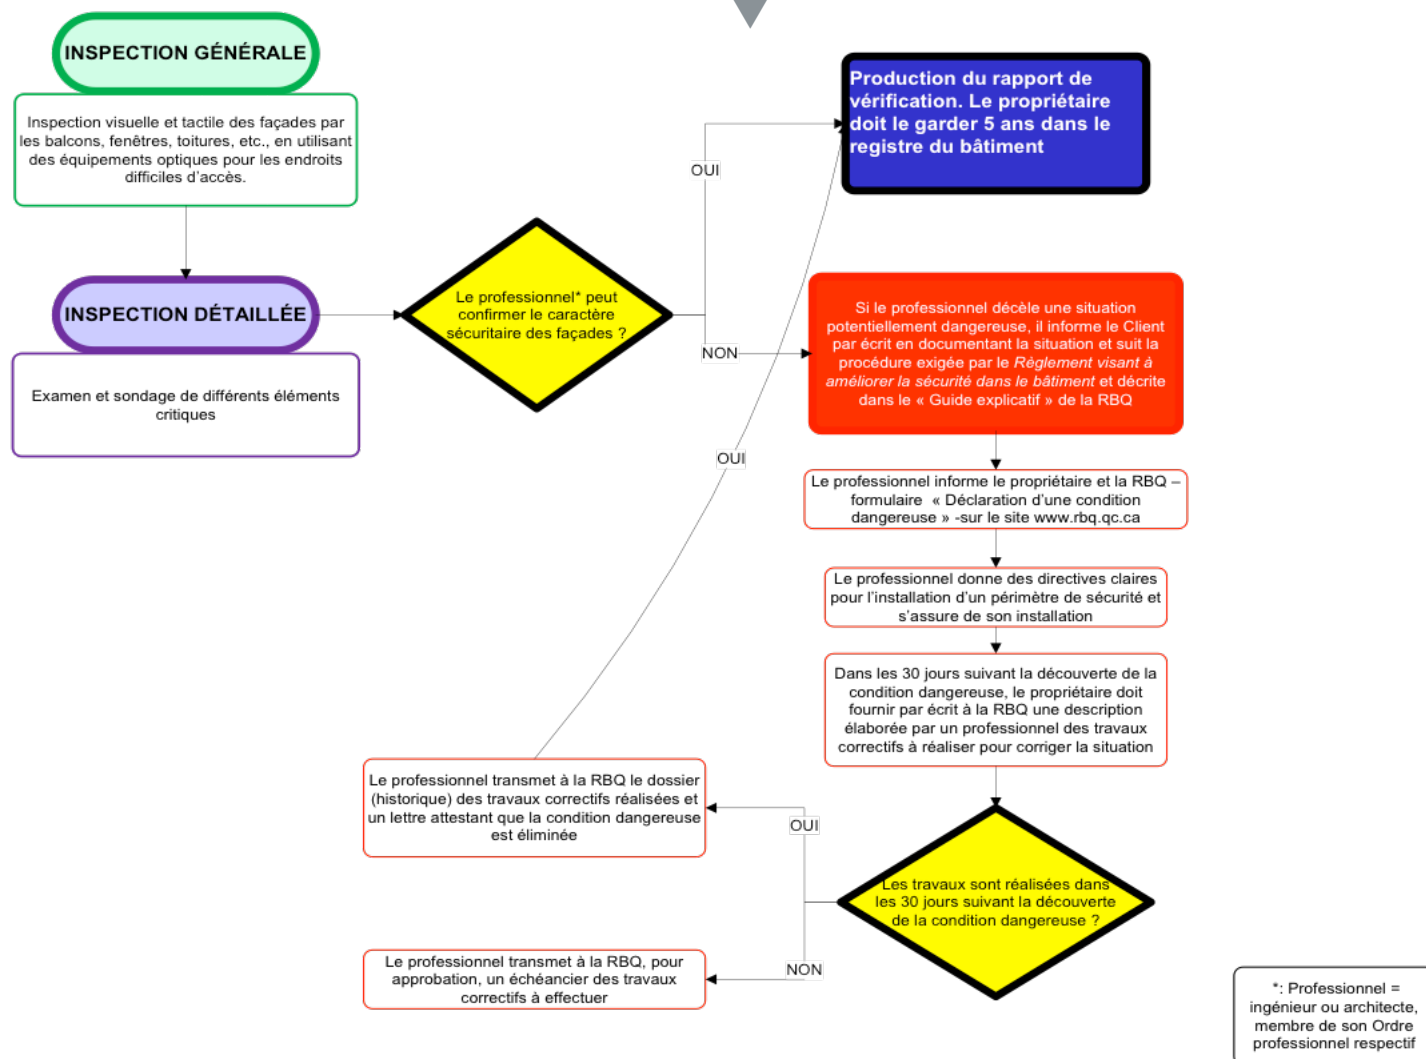 INSPECTION GÉNÉRALE
Inspection visuelle et tactile des façades par
les balcons, fenêtres, toitures, etc., en utilisant
des équipements optiques pour les endroits
difficiles d'accès.
INSPECTION DÉTAILLÉE
Examen et sondage de différents éléments
critiques
Le professionnel* peut
confirmer le caractère
sécuritaire des façades ?
OUI
NON
Production du rapport de
vérification. Le propriétaire
doit le garder 5 ans dans le
registre du bâtiment
Si le professionnel décèle une situation
potentiellement dangereuse, il informe le Client
par écrit en documentant la situation et suit la
procédure exigée par le Règlement visant à
améliorer la sécurité dans le bâtiment et décrite
dans le « Guide explicatif » de la RBQ
Le professionnel informe le propriétaire et la RBQ –
formulaire « Déclaration d'une condition
dangereuse » -sur le site www.rbq.qc.ca
Le professionnel donne des directives claires
pour l'installation d'un périmètre de sécurité et
s'assure de son installation
Dans les 30 jours suivant la découverte de la
condition dangereuse, le propriétaire doit
fournir par écrit à la RBQ une description
élaborée par un professionnel des travaux
correctifs à réaliser pour corriger la situation
Les travaux sont réalisées dans
les 30 jours suivant la découverte
de la condition dangereuse ?
OUI
NON
Le professionnel transmet à la RBQ le dossier
(historique) des travaux correctifs réalisées et
un lettre attestant que la condition dangereuse
est éliminée
OUI
Le professionnel transmet à la RBQ, pour
approbation, un échéancier des travaux
correctifs à effectuer
*: Professionnel =
ingénieur ou architecte,
membre de son Ordre
professionnel respectif